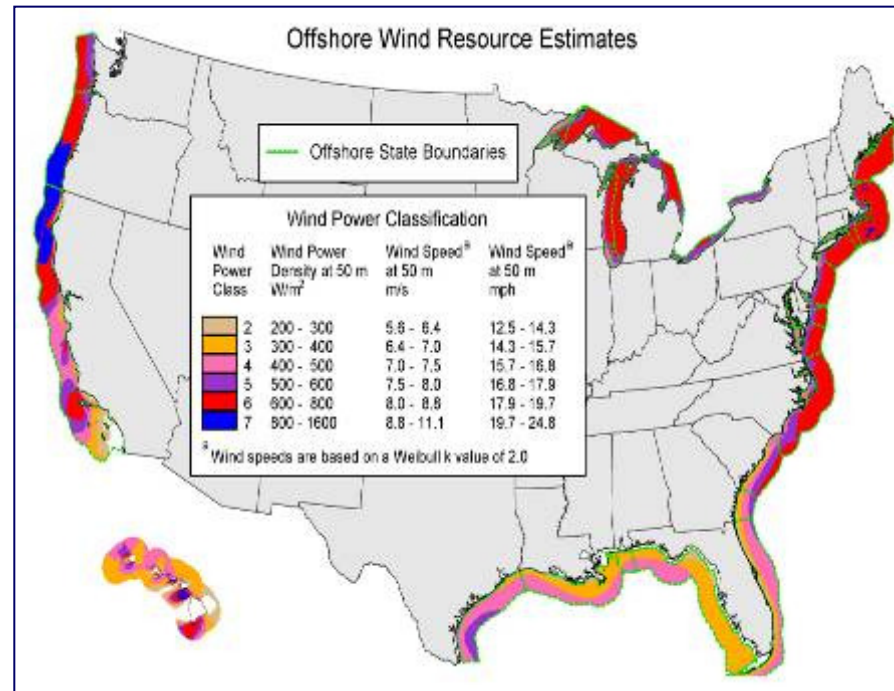 Offshore Wind Resource Estimates
Offshore State Boundaries
Wind Power Classification
Wind Power Class	Wind Power Density at 50 m W/m²	Wind Speedª at 50 m m/s	Wind Speedª at 50 m mph
2	200 - 300	5.6 - 6.4	12.5 - 14.3
3	300 - 400	6.4 - 7.0	14.3 - 15.7
4	400 - 500	7.0 - 7.5	15.7 - 16.8
5	500 - 600	7.5 - 8.0	16.8 - 17.9
6	600 - 800	8.0 - 8.8	17.9 - 19.7
7	800 - 1600	8.8 - 11.1	19.7 - 24.8
ª Wind speeds are based on a Weibull k value of 2.0